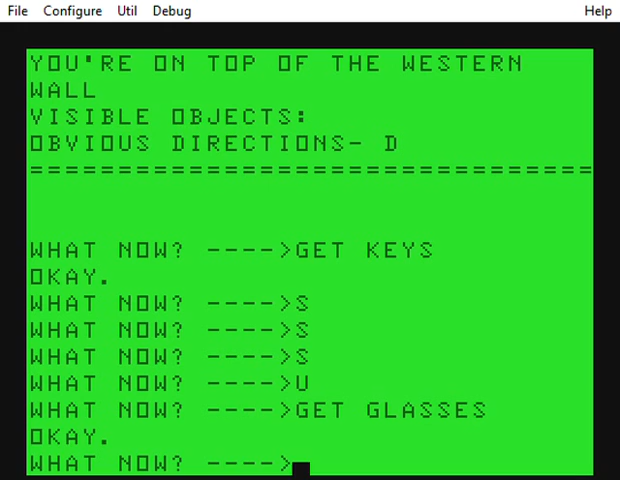 File Configure Util Debug Help
YOU'RE ON TOP OF THE WESTERN
WALL
VISIBLE OBJECTS:
OBVIOUS DIRECTIONS- D
================================
WHAT NOW? ---->GET KEYS
OKAY.
WHAT NOW? ---->S
WHAT NOW? ---->S
WHAT NOW? ---->S
WHAT NOW? ---->U
WHAT NOW? ---->GET GLASSES
OKAY.
WHAT NOW? ---->